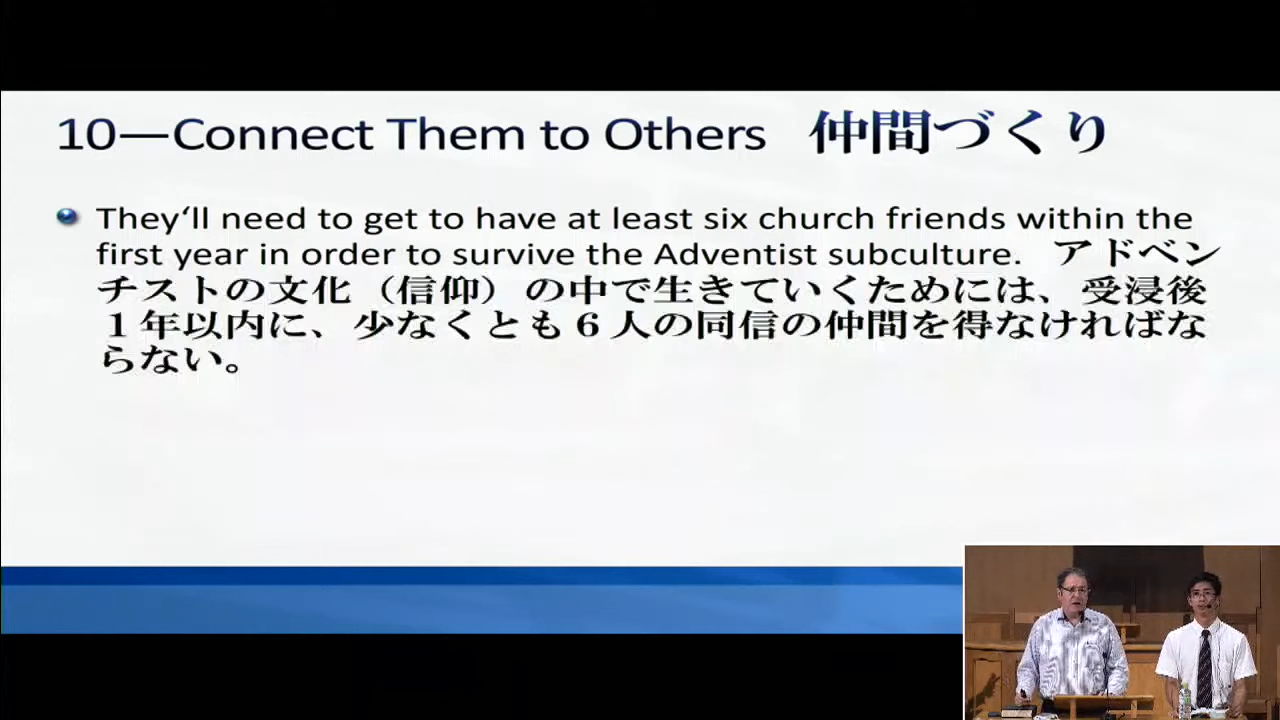 10—Connect Them to Others 仲間づくり
They‘ll need to get to have at least six church friends within the
first year in order to survive the Adventist subculture. アドベン
チストの文化（信仰）の中で生きていくためには、受浸後
１年以内に、少なくとも６人の同信の仲間を得なければな
らない。